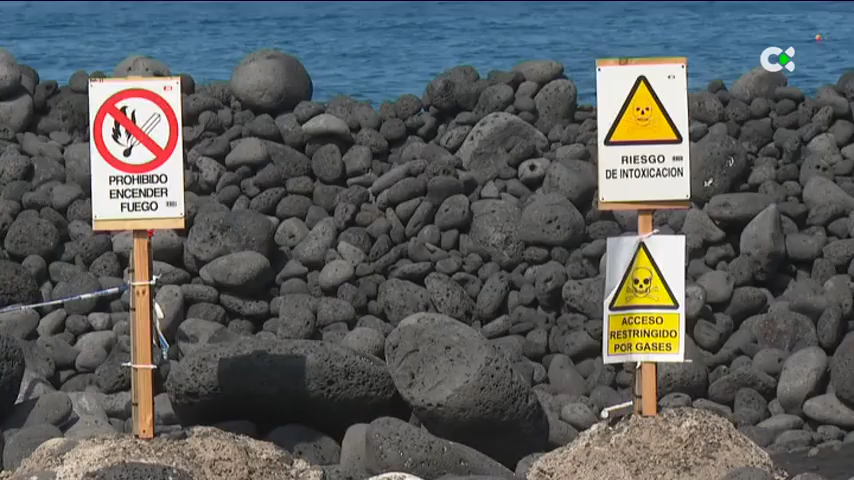 PROHIBIDO
ENCENDER
FUEGO
RIESGO
DE INTOXICACION
ACCESO
RESTRINGIDO
POR GASES